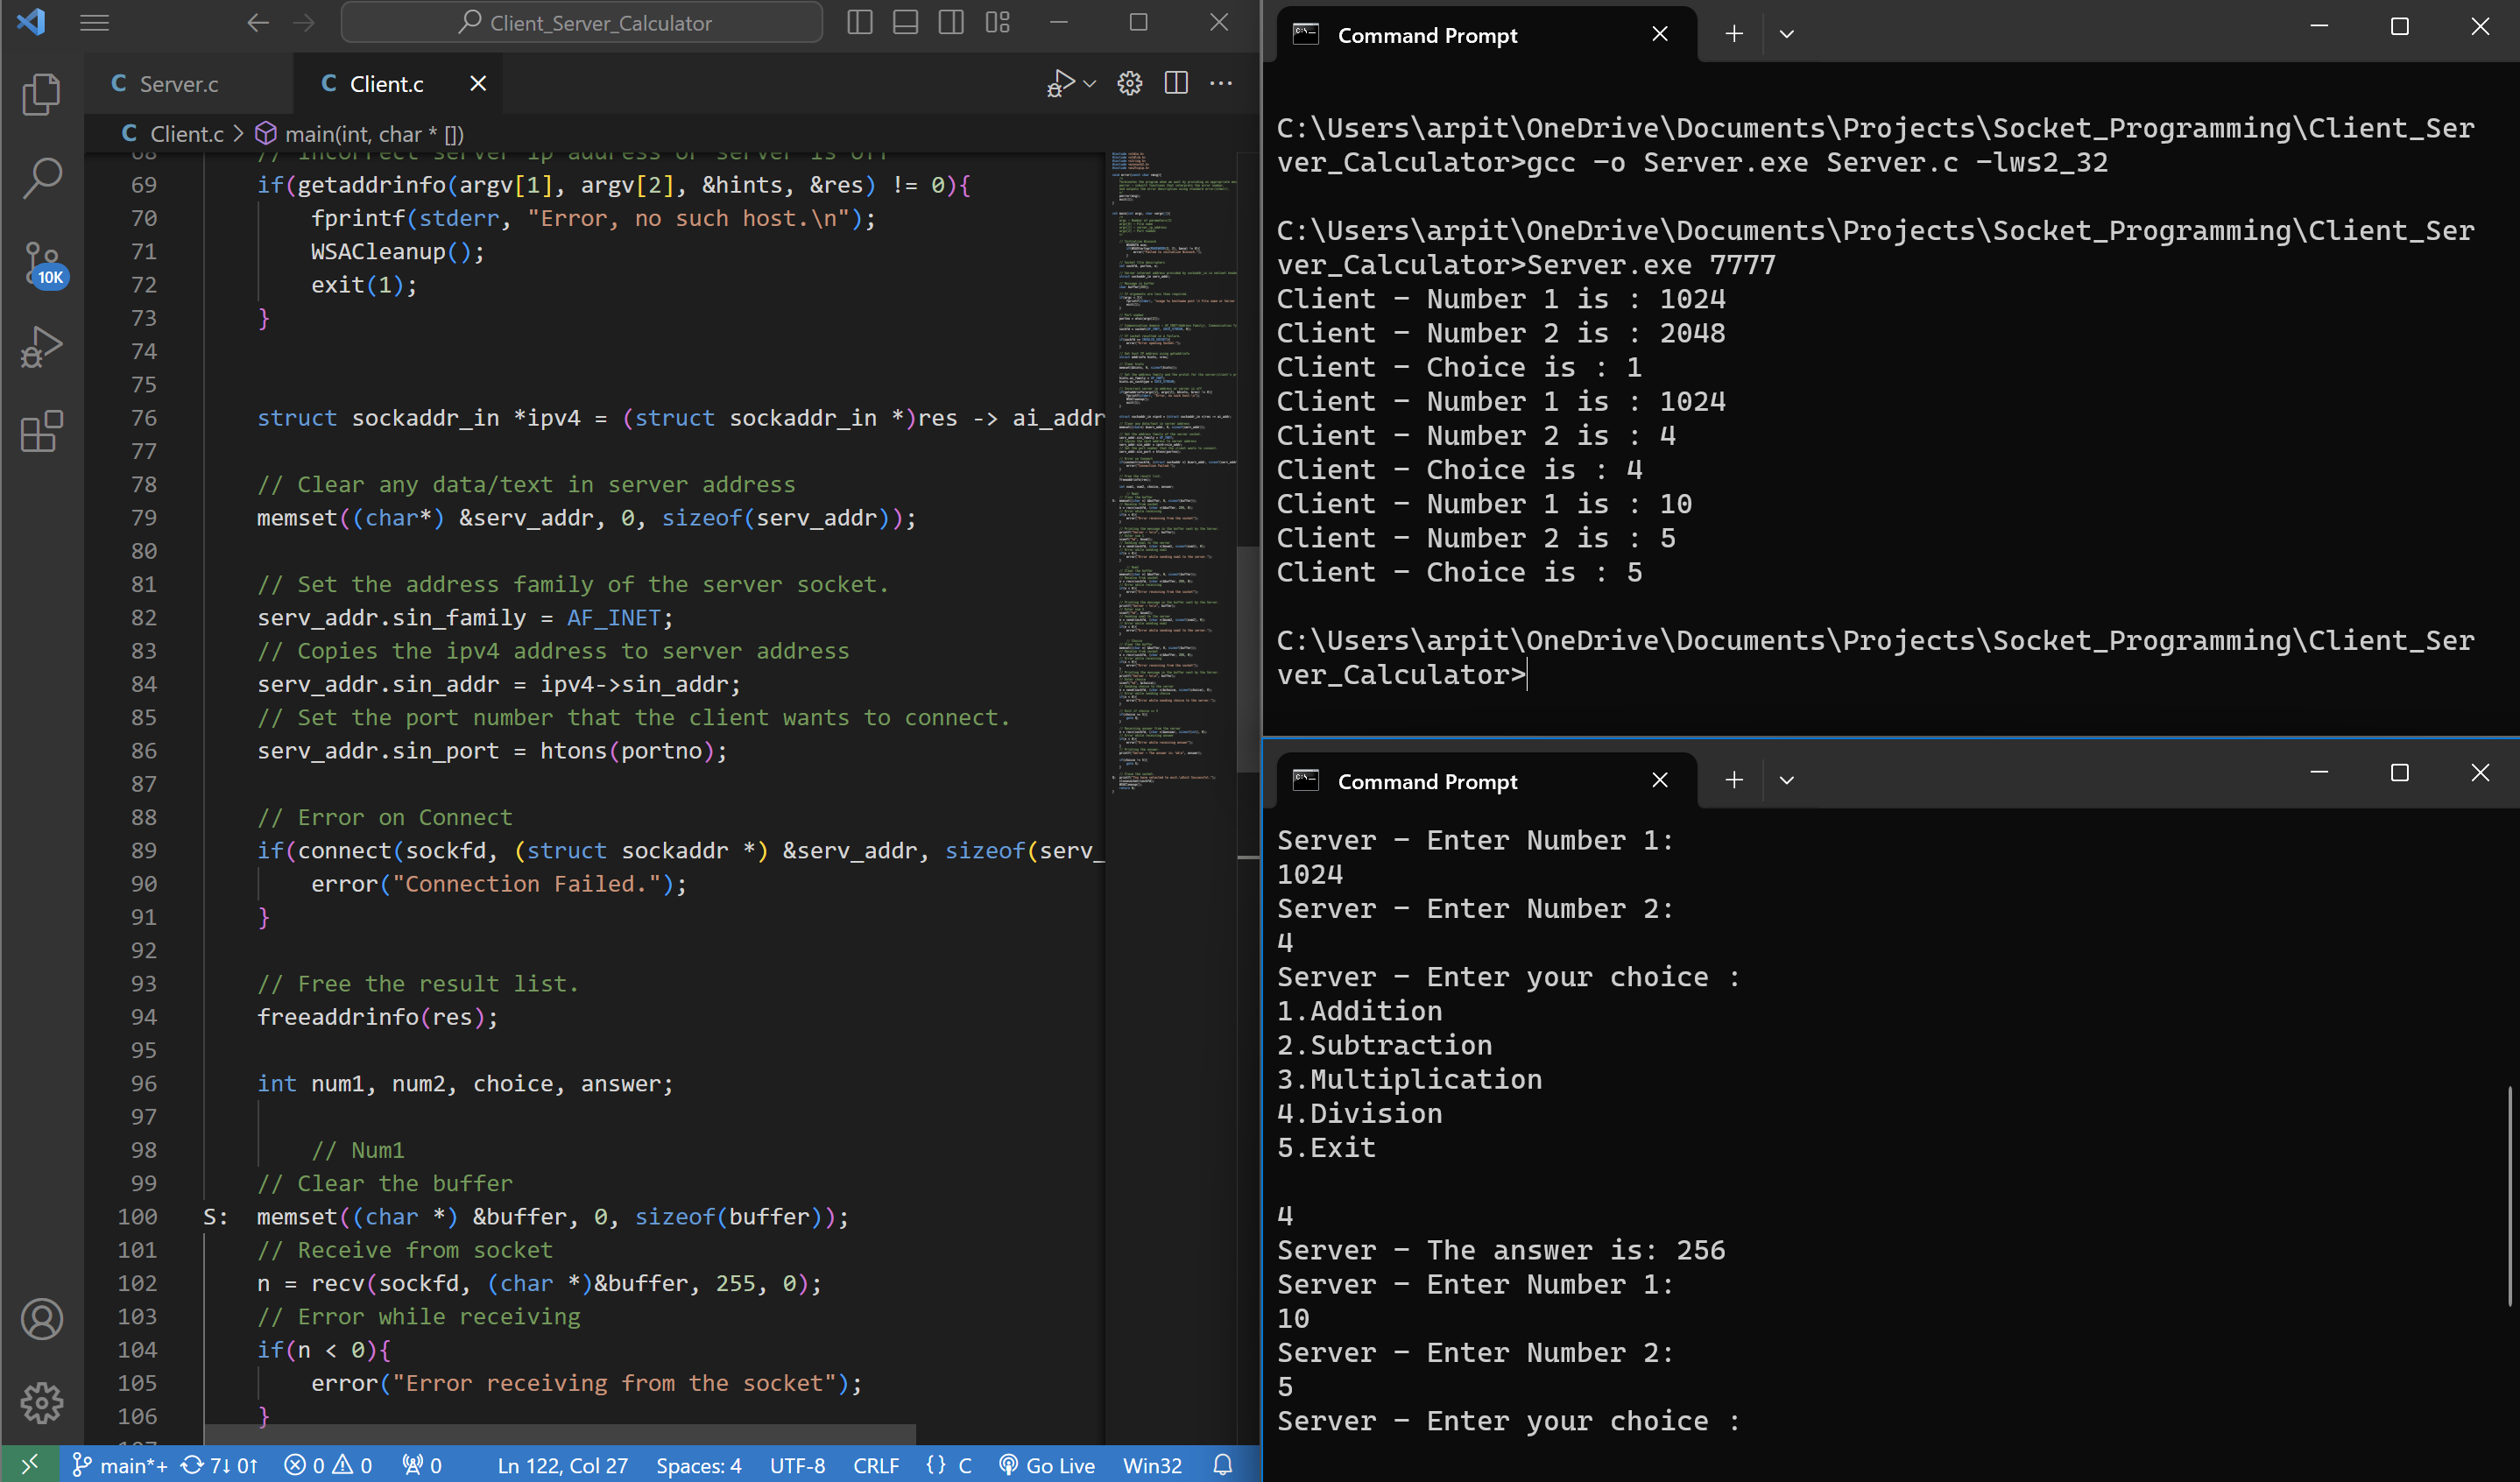 Client_Server_Calculator
C Server.c
C Client.c
C Client.c > main(int, char * [])
68 // Incorrect server ip address or server is off
69 if(getaddrinfo(argv[1], argv[2], &hints, &res) != 0){
70 fprintf(stderr, "Error, no such host.\n");
71 WSACleanup();
72 exit(1);
73 }
74
75
76 struct sockaddr_in *ipv4 = (struct sockaddr_in *)res -> ai_addr
77
78 // Clear any data/text in server address
79 memset((char*) &serv_addr, 0, sizeof(serv_addr));
80
81 // Set the address family of the server socket.
82 serv_addr.sin_family = AF_INET;
83 // Copies the ipv4 address to server address
84 serv_addr.sin_addr = ipv4->sin_addr;
85 // Set the port number that the client wants to connect.
86 serv_addr.sin_port = htons(portno);
87
88 // Error on Connect
89 if(connect(sockfd, (struct sockaddr *) &serv_addr, sizeof(serv_
90 error("Connection Failed.");
91 }
92
93 // Free the result list.
94 freeaddrinfo(res);
95
96 int num1, num2, choice, answer;
97
98 // Num1
99 // Clear the buffer
100 S: memset((char *) &buffer, 0, sizeof(buffer));
101 // Receive from socket
102 n = recv(sockfd, (char *)&buffer, 255, 0);
103 // Error while receiving
104 if(n < 0){
105 error("Error receiving from the socket");
106 }
107
10K
main*+ 7↓ 0↑ 0 0 0 Ln 122, Col 27 Spaces: 4 UTF-8 CRLF {} C Go Live Win32
Command Prompt
C:\Users\arpit\OneDrive\Documents\Projects\Socket_Programming\Client_Ser
ver_Calculator>gcc -o Server.exe Server.c -lws2_32
C:\Users\arpit\OneDrive\Documents\Projects\Socket_Programming\Client_Ser
ver_Calculator>Server.exe 7777
Client - Number 1 is : 1024
Client - Number 2 is : 2048
Client - Choice is : 1
Client - Number 1 is : 1024
Client - Number 2 is : 4
Client - Choice is : 4
Client - Number 1 is : 10
Client - Number 2 is : 5
Client - Choice is : 5
C:\Users\arpit\OneDrive\Documents\Projects\Socket_Programming\Client_Ser
ver_Calculator>
Command Prompt
Server - Enter Number 1:
1024
Server - Enter Number 2:
4
Server - Enter your choice :
1.Addition
2.Subtraction
3.Multiplication
4.Division
5.Exit
4
Server - The answer is: 256
Server - Enter Number 1:
10
Server - Enter Number 2:
5
Server - Enter your choice :